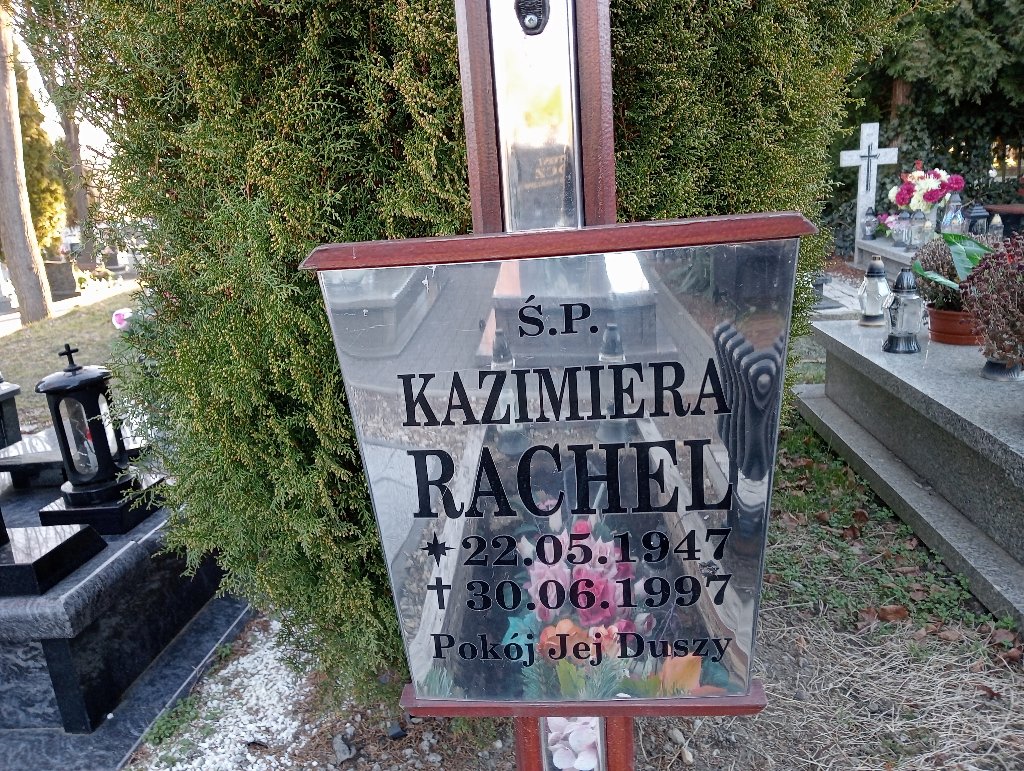 Ś.P.
KAZIMIERA
RACHEL
22.05.1947
30.06.1997
Pokój Jej Duszy